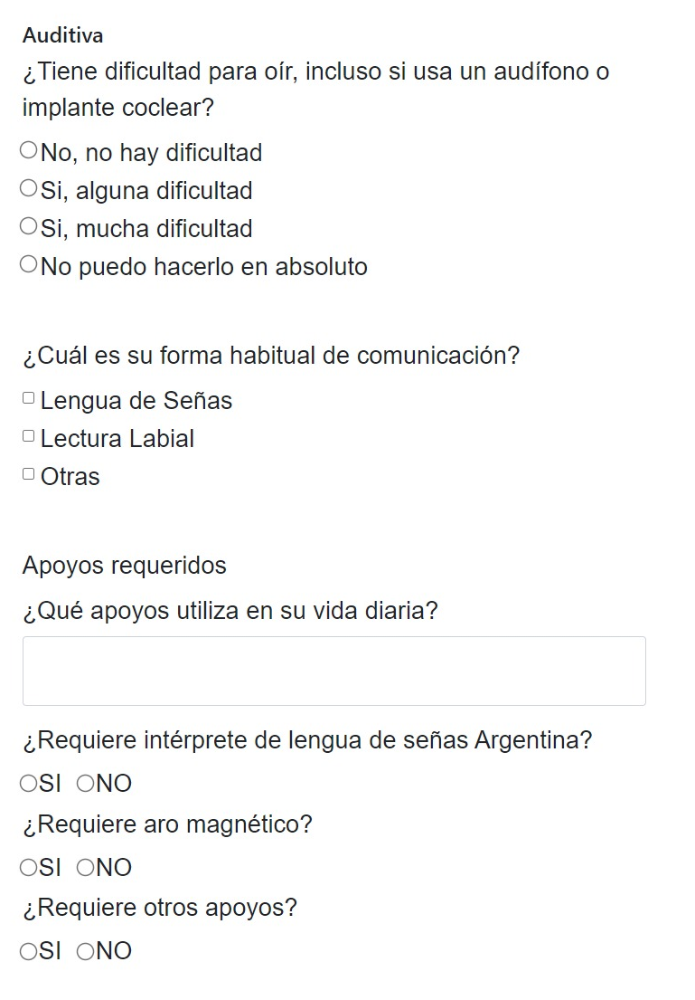 Auditiva
¿Tiene dificultad para oír, incluso si usa un audífono o
implante coclear?
No, no hay dificultad
Si, alguna dificultad
Si, mucha dificultad
No puedo hacerlo en absoluto
¿Cuál es su forma habitual de comunicación?
Lengua de Señas
Lectura Labial
Otras
Apoyos requeridos
¿Qué apoyos utiliza en su vida diaria?
¿Requiere intérprete de lengua de señas Argentina?
SI NO
¿Requiere aro magnético?
SI NO
¿Requiere otros apoyos?
SI NO